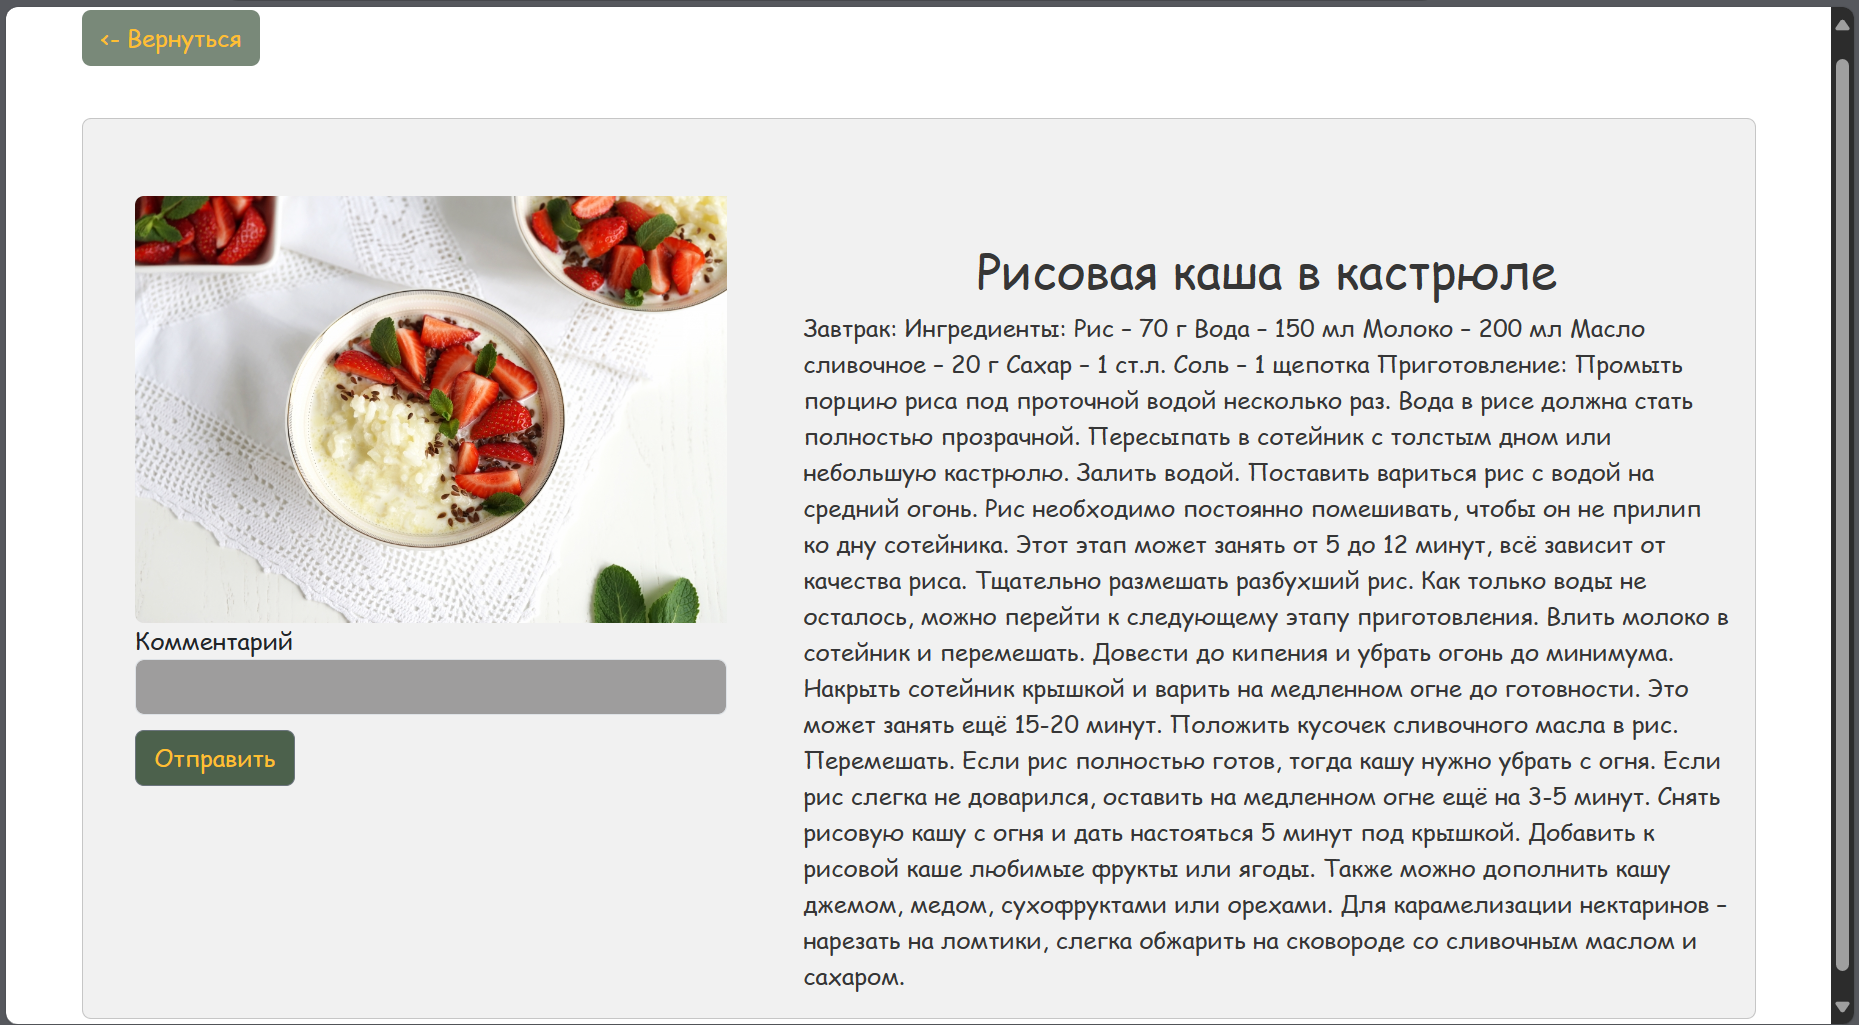 <- Вернуться
Рисовая каша в кастрюле
Завтрак: Ингредиенты: Рис – 70 г Вода – 150 мл Молоко – 200 мл Масло
сливочное – 20 г Сахар – 1 ст.л. Соль – 1 щепотка Приготовление: Промыть
порцию риса под проточной водой несколько раз. Вода в рисе должна стать
полностью прозрачной. Пересыпать в сотейник с толстым дном или
небольшую кастрюлю. Залить водой. Поставить вариться рис с водой на
средний огонь. Рис необходимо постоянно помешивать, чтобы он не прилип
ко дну сотейника. Этот этап может занять от 5 до 12 минут, всё зависит от
качества риса. Тщательно размешать разбухший рис. Как только воды не
осталось, можно перейти к следующему этапу приготовления. Влить молоко в
сотейник и перемешать. Довести до кипения и убрать огонь до минимума.
Накрыть сотейник крышкой и варить на медленном огне до готовности. Это
может занять ещё 15-20 минут. Положить кусочек сливочного масла в рис.
Перемешать. Если рис полностью готов, тогда кашу нужно убрать с огня. Если
рис слегка не доварился, оставить на медленном огне ещё на 3-5 минут. Снять
рисовую кашу с огня и дать настояться 5 минут под крышкой. Добавить к
рисовой каше любимые фрукты или ягоды. Также можно дополнить кашу
джемом, медом, сухофруктами или орехами. Для карамелизации нектаринов –
нарезать на ломтики, слегка обжарить на сковороде со сливочным маслом и
сахаром.
Комментарий
Отправить